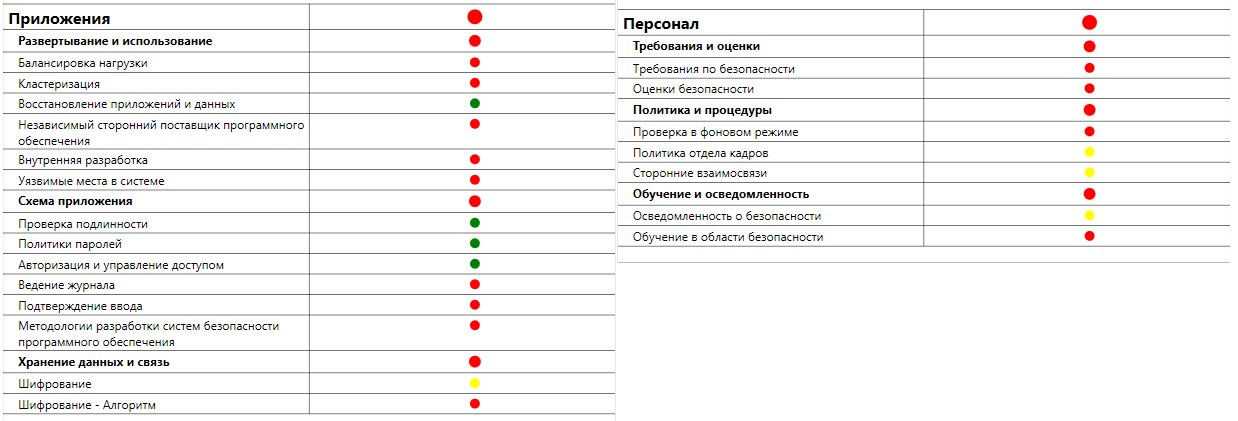 Приложения
Развертывание и использование
Балансировка нагрузки
Кластеризация
Восстановление приложений и данных
Независимый сторонний поставщик программного
обеспечения
Внутренняя разработка
Уязвимые места в системе
Схема приложения
Проверка подлинности
Политики паролей
Авторизация и управление доступом
Ведение журнала
Подтверждение ввода
Методологии разработки систем безопасности
программного обеспечения
Хранение данных и связь
Шифрование
Шифрование - Алгоритм
Персонал
Требования и оценки
Требования по безопасности
Оценки безопасности
Политика и процедуры
Проверка в фоновом режиме
Политика отдела кадров
Сторонние взаимосвязи
Обучение и осведомленность
Осведомленность о безопасности
Обучение в области безопасности